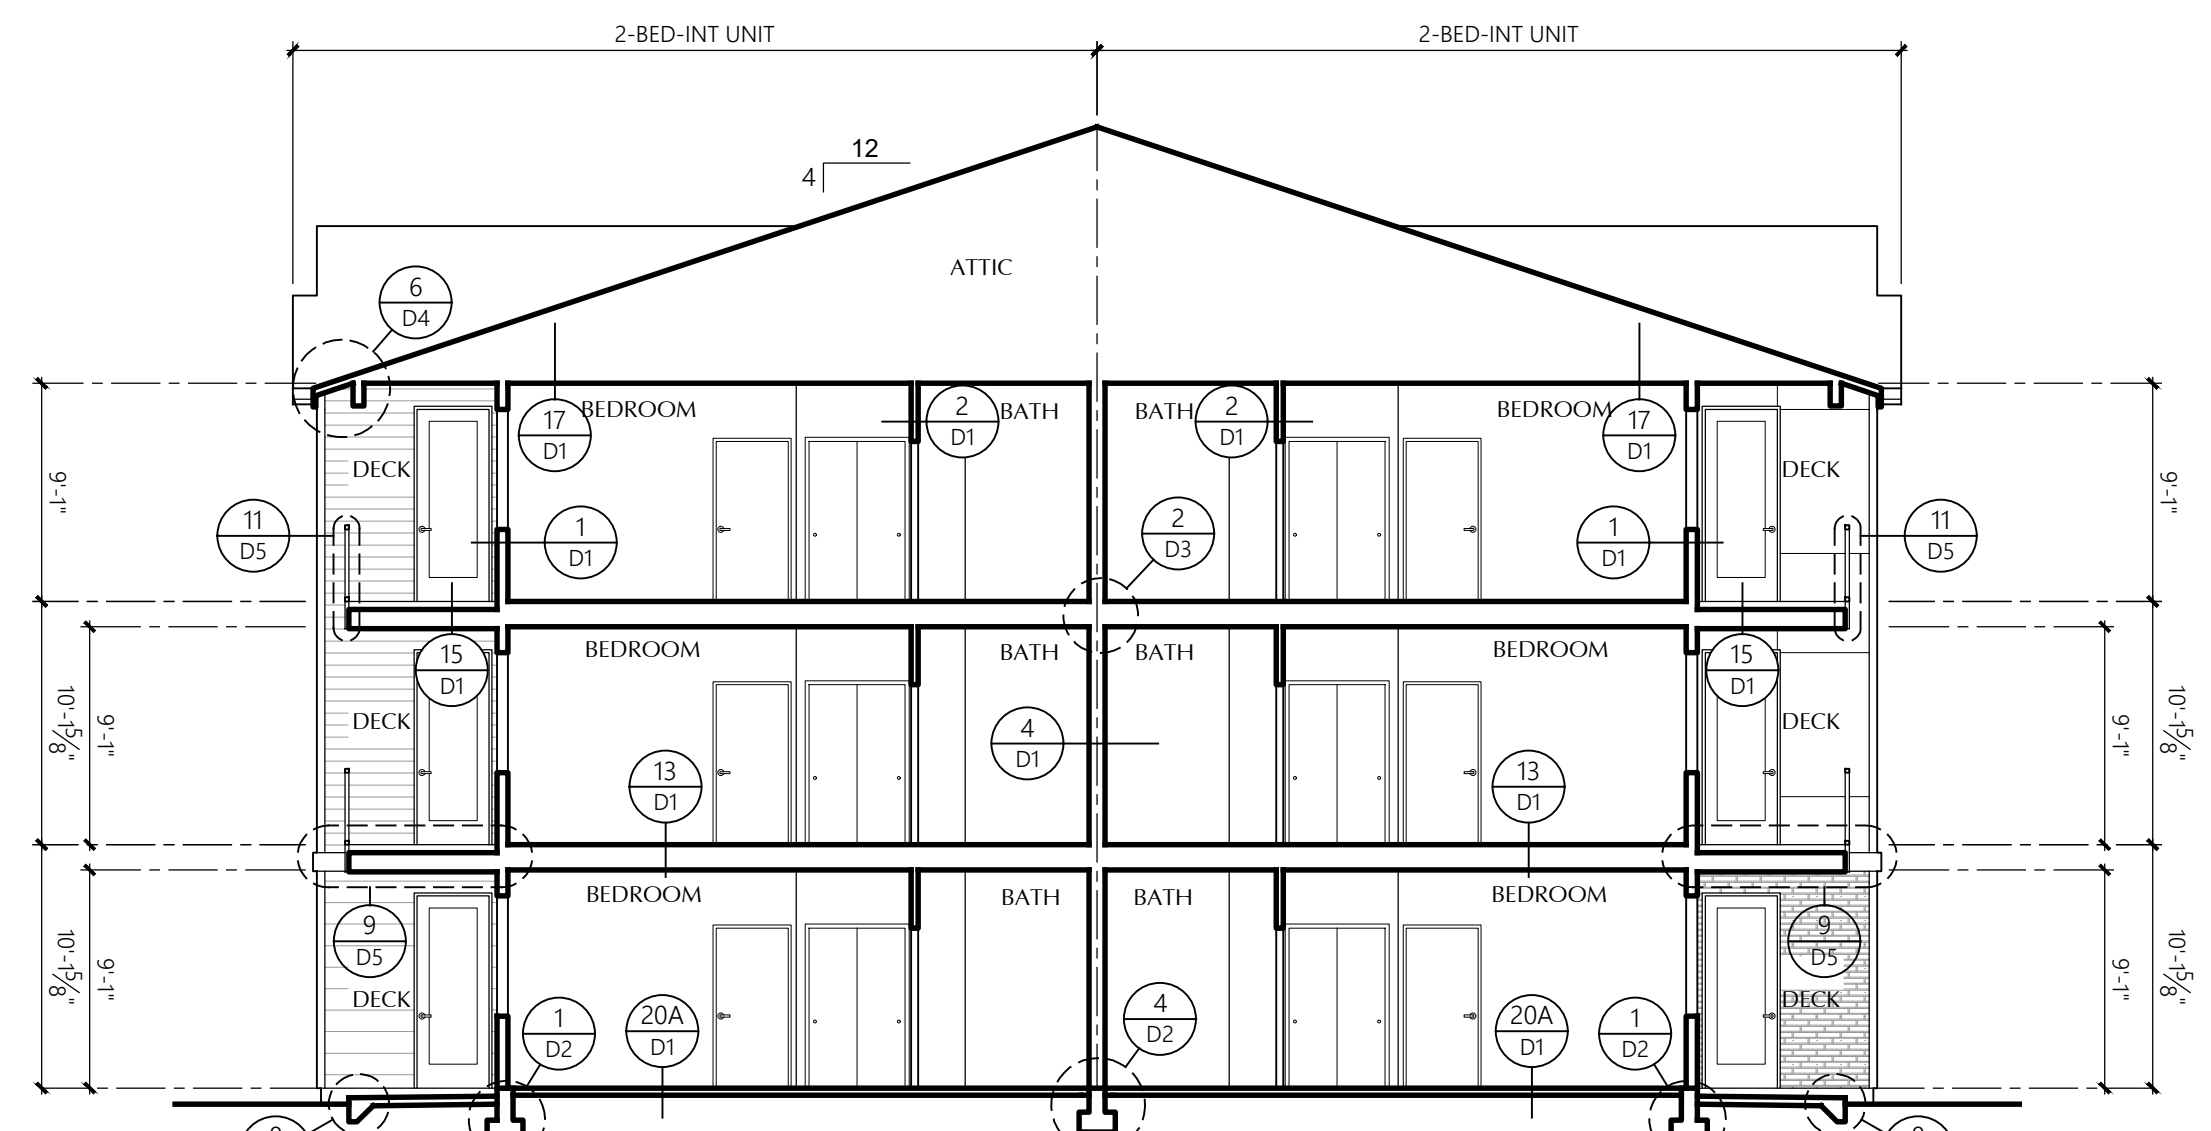 2-BED-INT UNIT 2-BED-INT UNIT
12
4
ATTIC
6
D4
BEDROOM BATH BATH BEDROOM
17
D1
2
D1
2
D1
17
D1
DECK DECK
9'-1" 9'-1"
11
D5
1
D1
2
D3
1
D1
11
D5
BEDROOM BATH BATH BEDROOM
15
D1
15
D1
DECK DECK
10'-1 5/8" 9'-1" 9'-1" 10'-1 5/8"
4
D1
13
D1
13
D1
BEDROOM BATH BATH BEDROOM
9
D5
9
D5
10'-1 5/8" 9'-1" 9'-1" 10'-1 5/8"
DECK DECK
1
D2
20A
D1
4
D2
20A
D1
1
D2